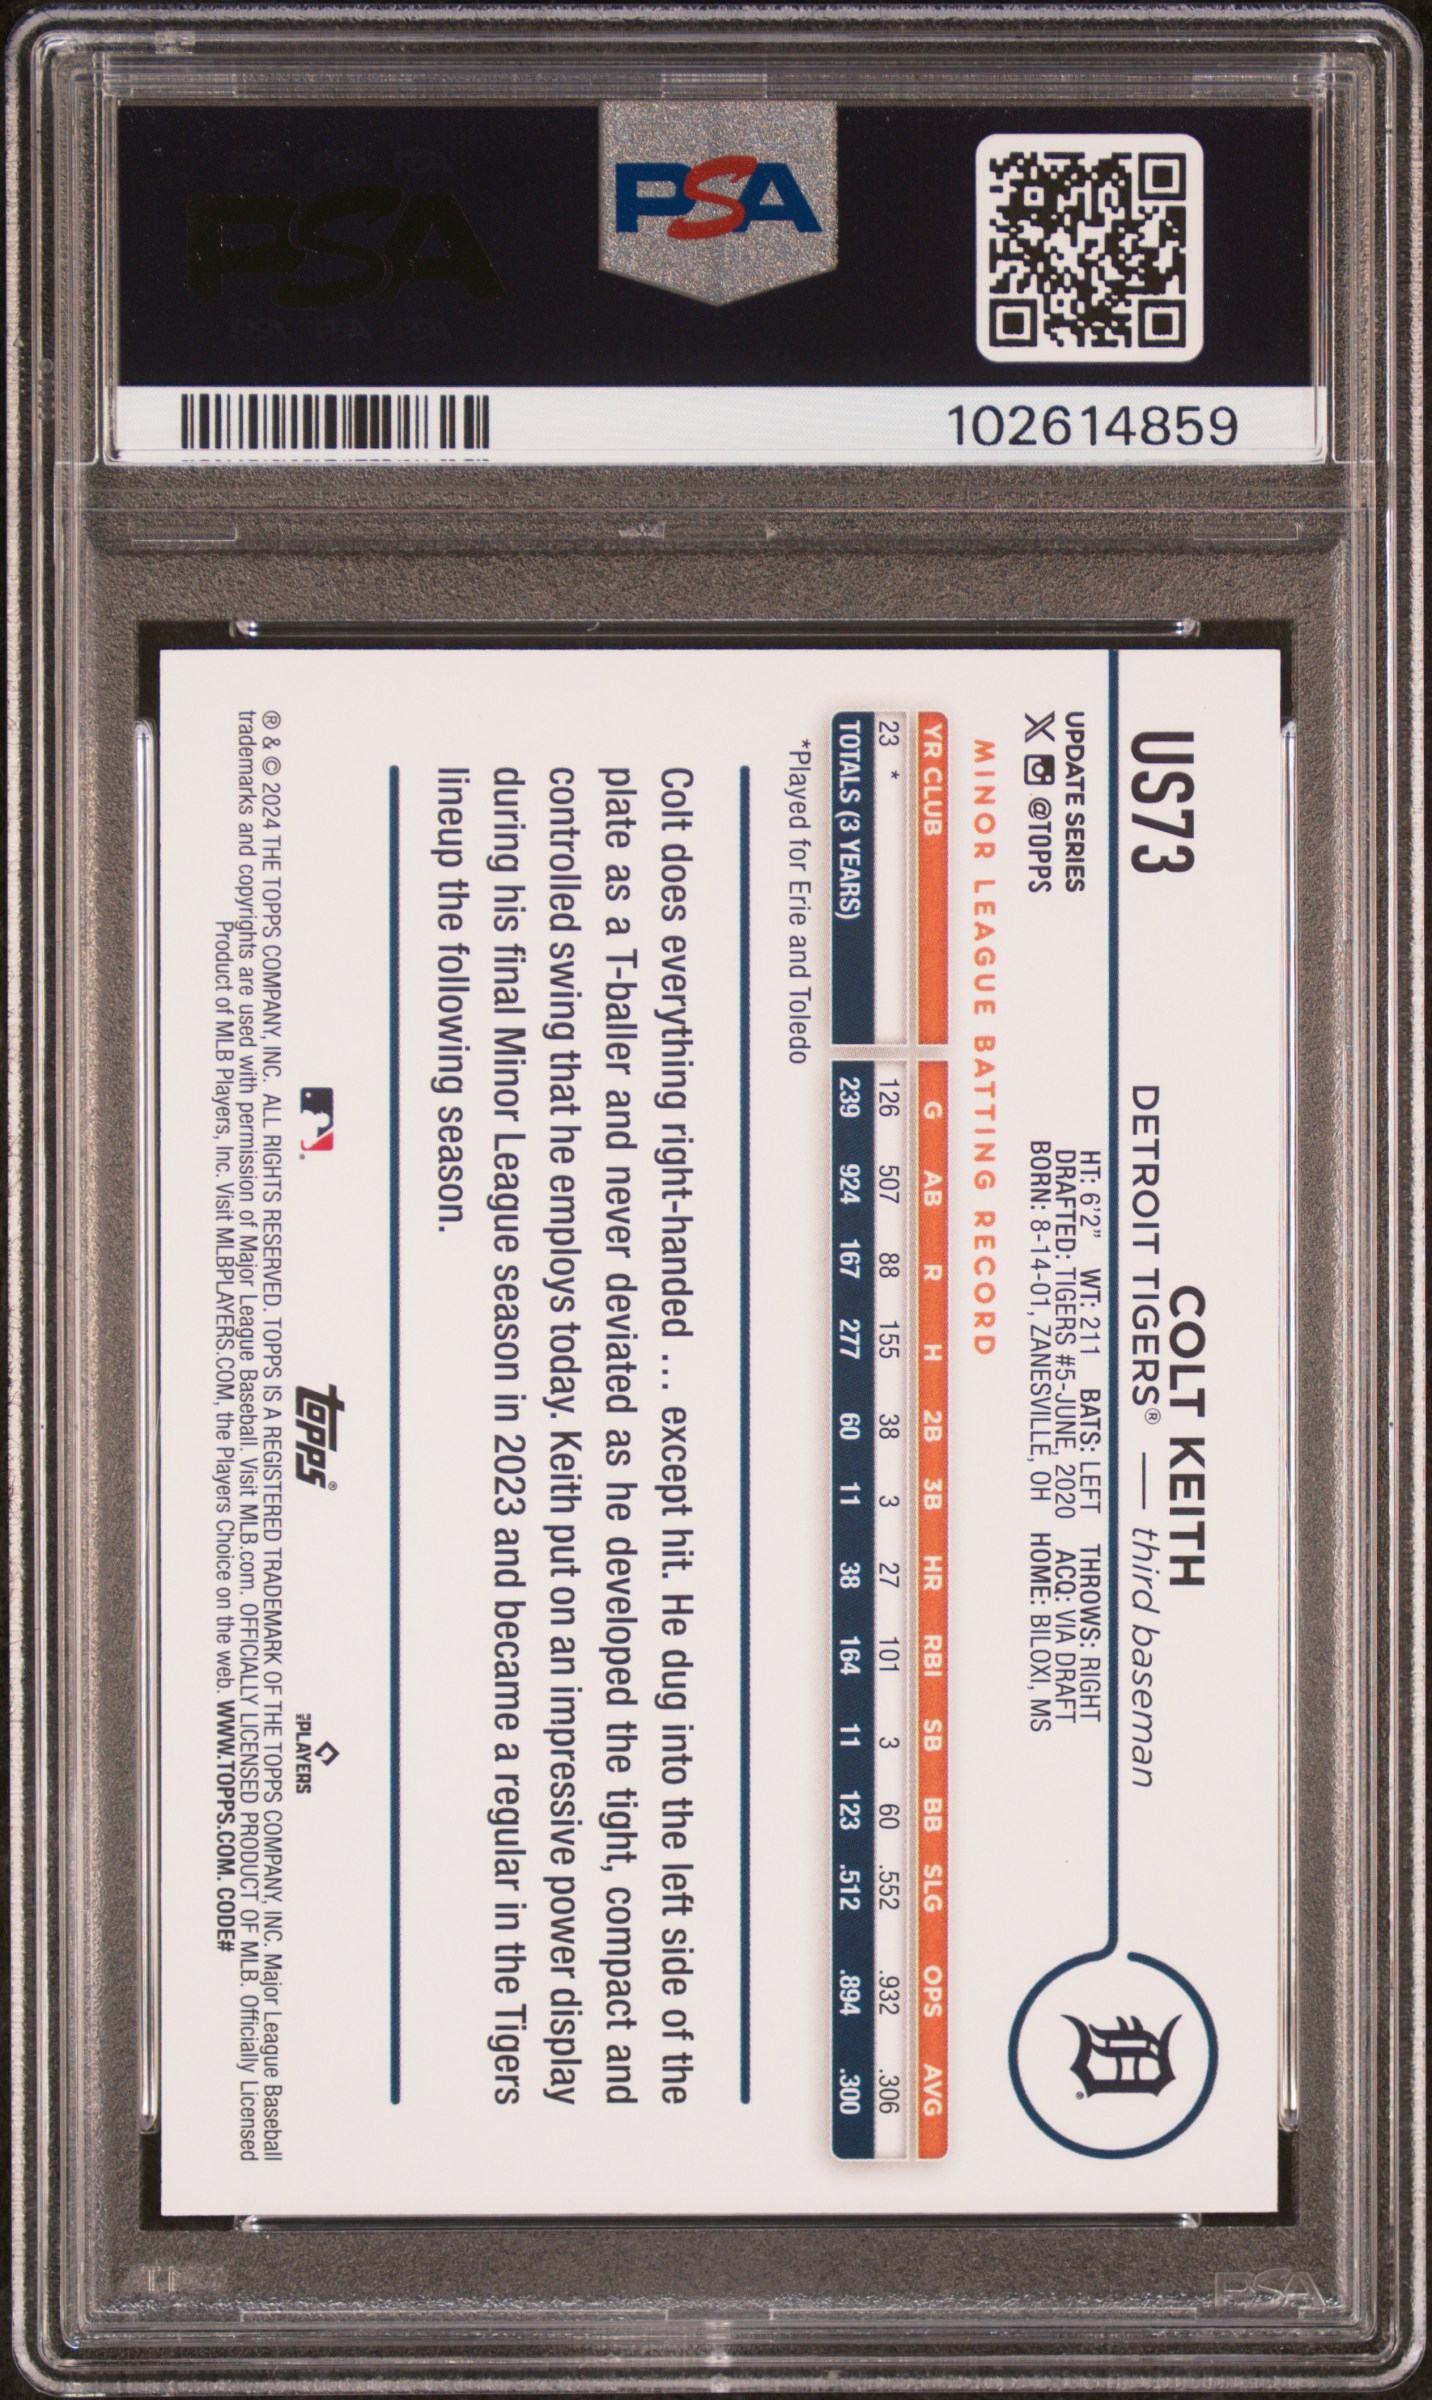 PSA
PSA
102614859
US73
COLT KEITH
DETROIT TIGERS® — third baseman
UPDATE SERIES
@TOPPS
HT: 6'2" WT: 211 BATS: LEFT THROWS: RIGHT
DRAFTED: TIGERS #5-JUNE, 2020 ACQ: VIA DRAFT
BORN: 8-14-01, ZANESVILLE, OH HOME: BILOXI, MS
MINOR LEAGUE BATTING RECORD
YR CLUB G AB R H 2B 3B HR RBI SB BB SLG OPS AVG
23 * 126 507 88 155 38 3 27 101 3 60 .552 .932 .306
TOTALS (3 YEARS) 239 924 167 277 60 11 38 164 11 123 .512 .894 .300
*Played for Erie and Toledo
Colt does everything right-handed ... except hit. He dug into the left side of the
plate as a T-baller and never deviated as he developed the tight, compact and
controlled swing that he employs today. Keith put on an impressive power display
during his final Minor League season in 2023 and became a regular in the Tigers
lineup the following season.
topps®
PLAYERS
® & © 2024 THE TOPPS COMPANY, INC. ALL RIGHTS RESERVED. TOPPS IS A REGISTERED TRADEMARK OF THE TOPPS COMPANY, INC. Major League Baseball
trademarks and copyrights are used with permission of Major League Baseball. Visit MLB.com. OFFICIALLY LICENSED PRODUCT OF MLB. Officially Licensed
Product of MLB Players, Inc. Visit MLBPLAYERS.COM, the Players Choice on the web. WWW.TOPPS.COM. CODE#
PSA